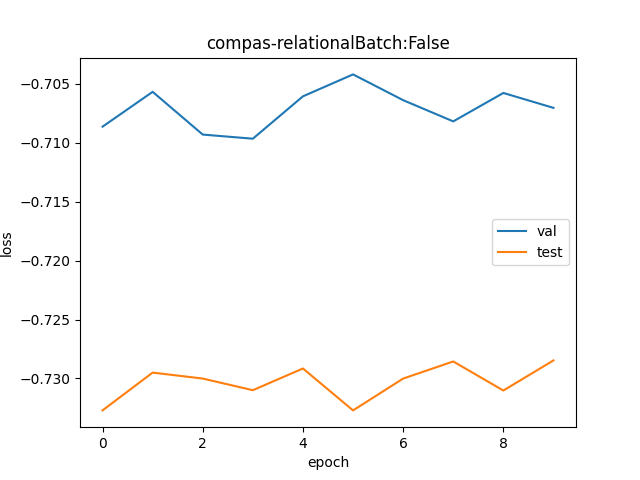 compas-relationalBatch:False
−0.705
−0.710
−0.715
−0.720
−0.725
−0.730
loss
val
test
0 2 4 6 8
epoch